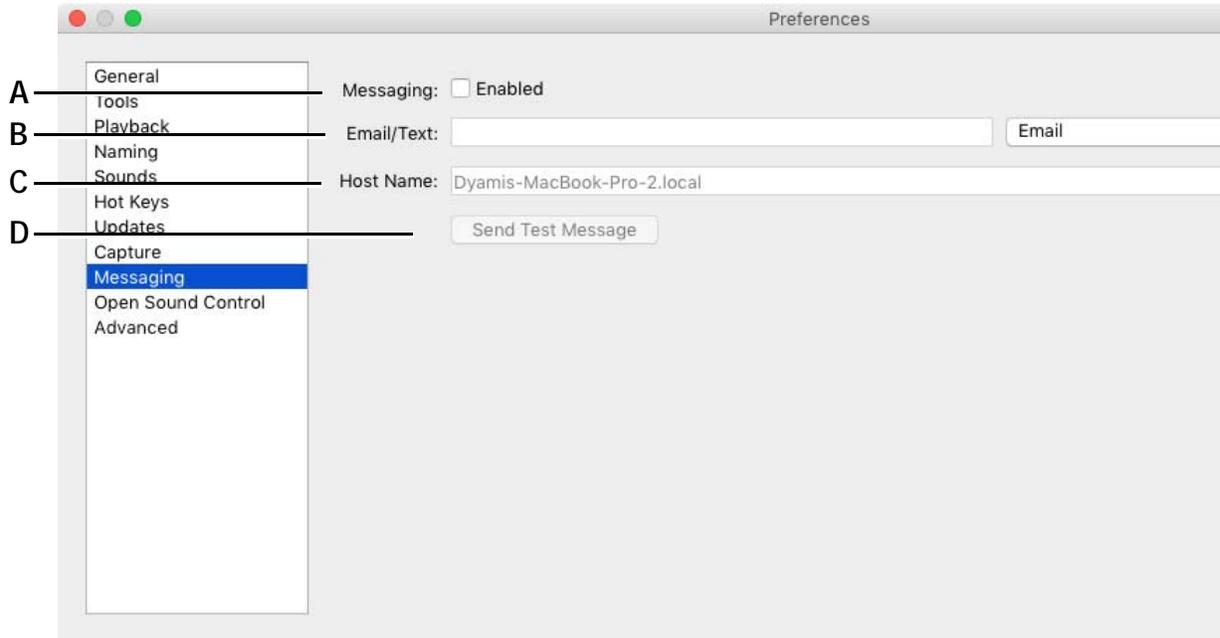 Preferences
General
Tools
Playback
Naming
Sounds
Hot Keys
Updates
Capture
Messaging
Open Sound Control
Advanced
A
Messaging: Enabled
B
Email/Text: Email
C
Host Name: Dyamis-MacBook-Pro-2.local
D
Send Test Message